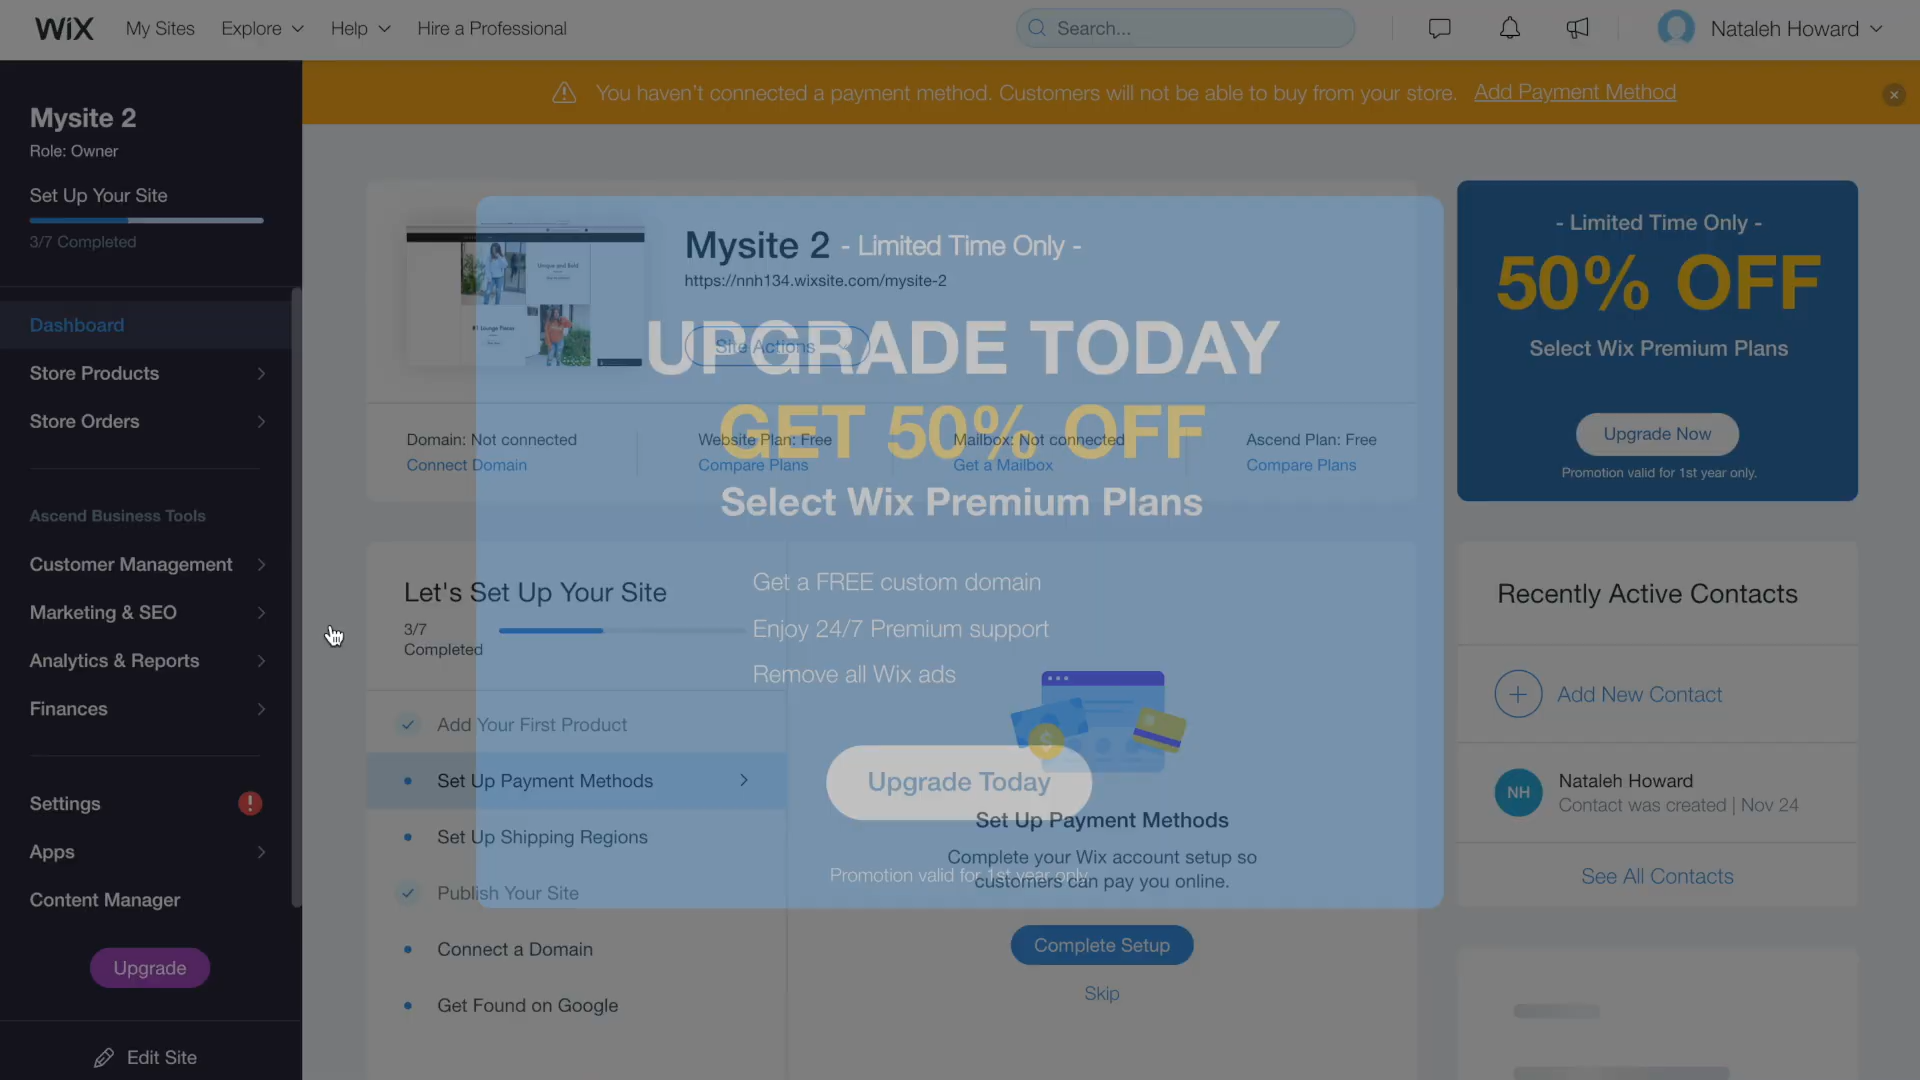 WiX
My Sites
Explore
Help
Hire a Professional
Search...
Nataleh Howard
You haven't connected a payment method. Customers will not be able to buy from your store. Add Payment Method
Mysite 2
Role: Owner
Set Up Your Site
3/7 Completed
Dashboard
Store Products
Store Orders
Ascend Business Tools
Customer Management
Marketing & SEO
Analytics & Reports
Finances
Settings
Apps
Content Manager
Upgrade
Edit Site
Mysite 2
https://nnh134.wixsite.com/mysite-2
Site Actions
Domain: Not connected
Connect Domain
Website Plan: Free
Compare Plans
Mailbox: Not connected
Get a Mailbox
Ascend Plan: Free
Compare Plans
- Limited Time Only -
UPGRADE TODAY
GET 50% OFF
Select Wix Premium Plans
Get a FREE custom domain
Enjoy 24/7 Premium support
Remove all Wix ads
Upgrade Today
Promotion valid for 1st year only.
Let's Set Up Your Site
3/7
Completed
Add Your First Product
Set Up Payment Methods
Set Up Shipping Regions
Publish Your Site
Connect a Domain
Get Found on Google
Set Up Payment Methods
Complete your Wix account setup so
customers can pay you online.
Complete Setup
Skip
- Limited Time Only -
50% OFF
Select Wix Premium Plans
Upgrade Now
Promotion valid for 1st year only.
Recently Active Contacts
Add New Contact
NH
Nataleh Howard
Contact was created | Nov 24
See All Contacts